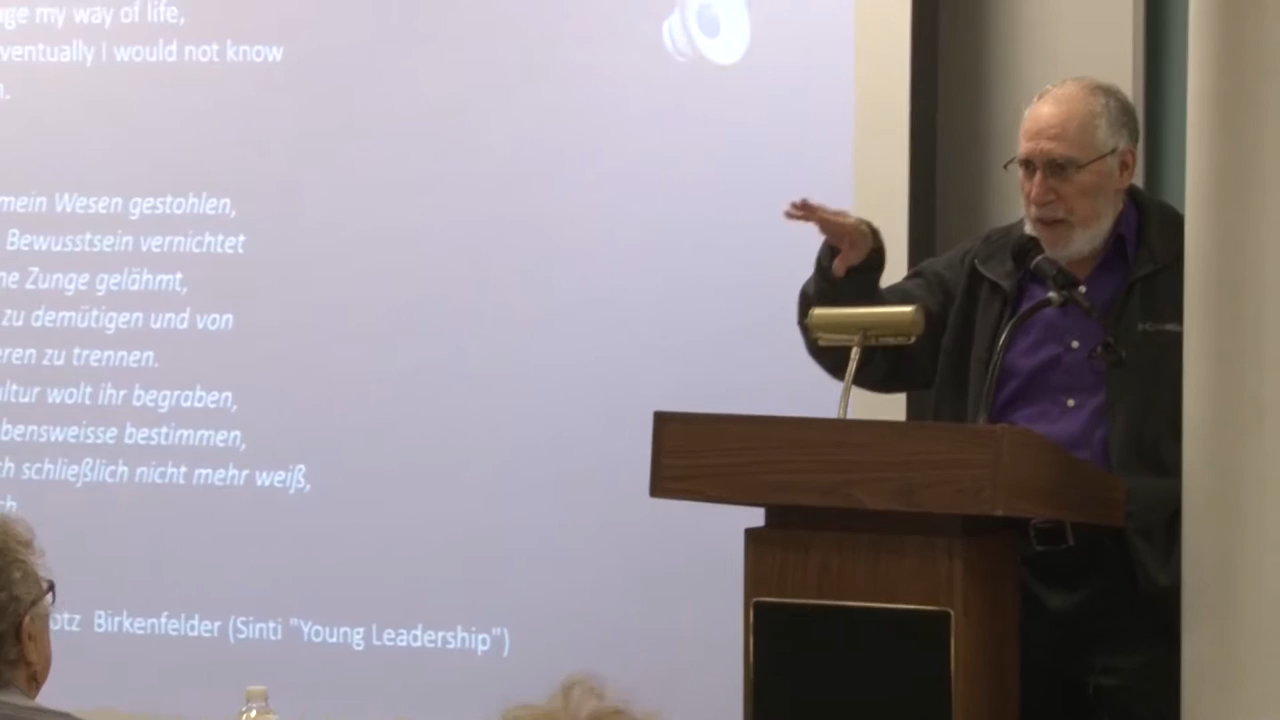 ge my way of life,
ventually I would not know
.
mein Wesen gestohlen,
Bewusstsein vernichtet
ne Zunge gelähmt,
zu demütigen und von
eren zu trennen.
ltur wolt ihr begraben,
bensweisse bestimmen,
ch schließlich nicht mehr weiß,
ch
otz Birkenfelder (Sinti "Young Leadership")